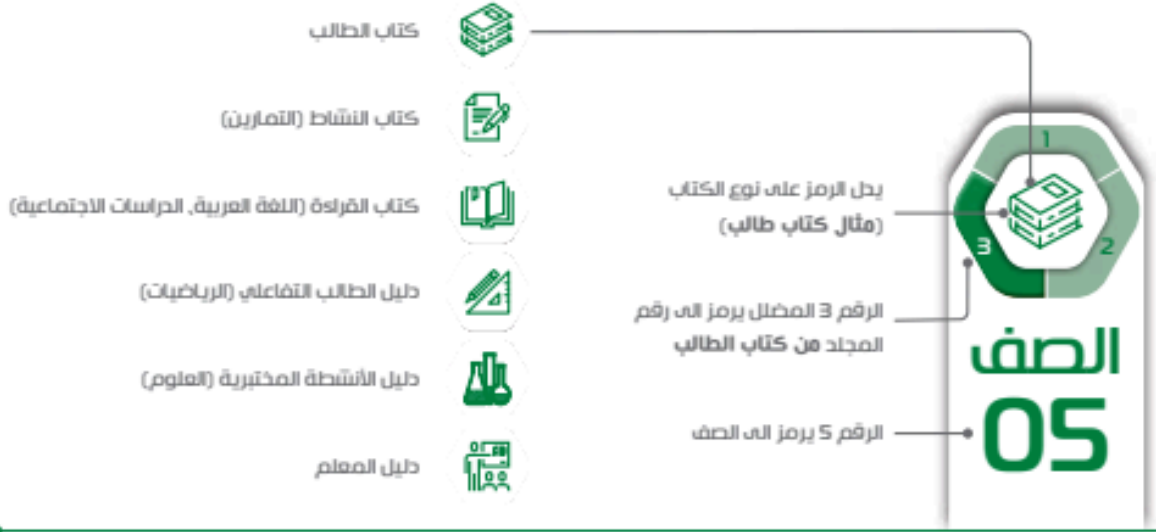 1
2
3
الصف
05
يدل الرمز على نوع الكتاب
(مثال كتاب طالب)
الرقم 3 المضلل يرمز الى رقم
المجلد من كتاب الطالب
الرقم 5 يرمز الى الصف
كتاب الطالب
كتاب النشاط (التمارين)
كتاب القراءة (اللغة العربية، الدراسات الاجتماعية)
دليل الطالب التفاعلي (الرياضيات)
دليل الأنشطة المختبرية (العلوم)
دليل المعلم